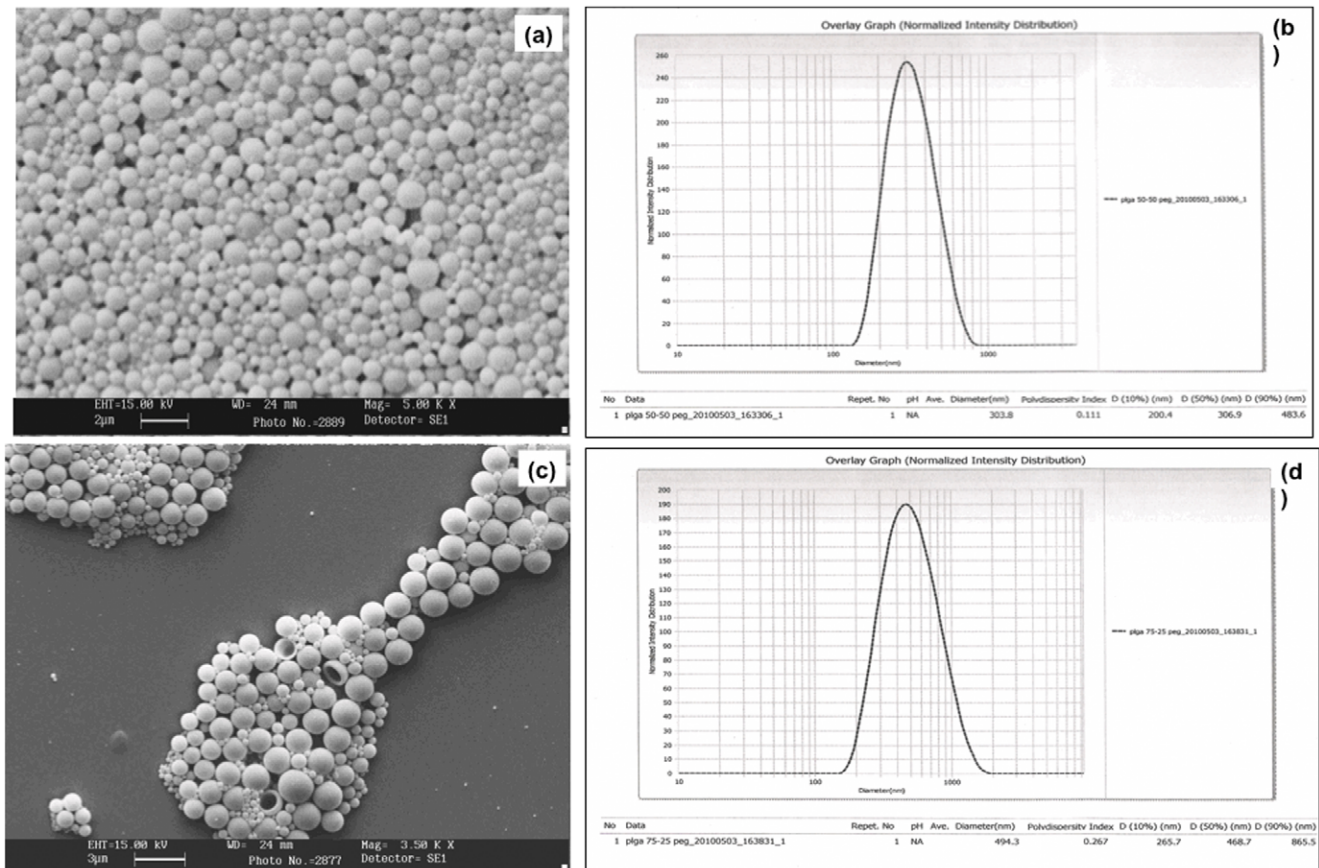 (a)
EHT=15.00 kV WD= 24 mm Mag= 5.00 K X
2µm Photo No.=2889 Detector= SE1
(b
)
Overlay Graph (Normalized Intensity Distribution)
260
240
220
200
180
160
140
120
100
80
60
40
20
0
Normalized Intensity Distribution
10 100 1000
Diameter(nm)
plga 50-50 peg_20100503_163306_1
No Data Repet. No pH Ave. Diameter(nm) Polydispersity Index D (10%) (nm) D (50%) (nm) D (90%) (nm)
1 plga 50-50 peg_20100503_163306_1 1 NA 303.8 0.111 200.4 306.9 483.6
(c)
EHT=15.00 kV WD= 24 mm Mag= 3.50 K X
3µm Photo No.=2877 Detector= SE1
(d
)
Overlay Graph (Normalized Intensity Distribution)
200
190
180
170
160
150
140
130
120
110
100
90
80
70
60
50
40
30
20
10
0
Normalized Intensity Distribution
10 100 1000
Diameter(nm)
plga 75-25 peg_20100503_163831_1
No Data Repet. No pH Ave. Diameter(nm) Polydispersity Index D (10%) (nm) D (50%) (nm) D (90%) (nm)
1 plga 75-25 peg_20100503_163831_1 1 NA 494.3 0.267 265.7 468.7 865.5